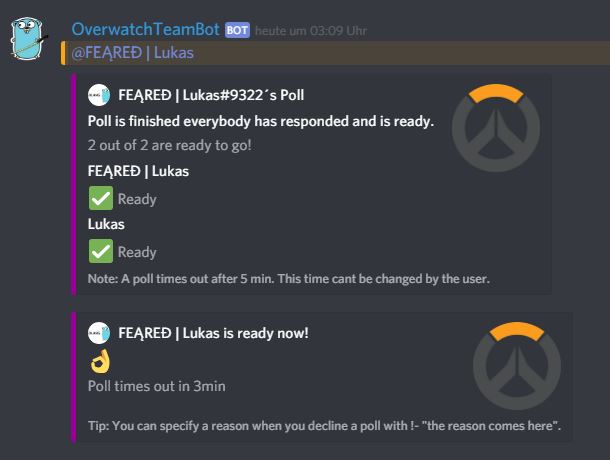 OverwatchTeamBot BOT heute um 03:09 Uhr
@FEĄREĐ | Lukas
FEĄREĐ | Lukas#9322´s Poll
Poll is finished everybody has responded and is ready.
2 out of 2 are ready to go!
FEĄREĐ | Lukas
✅ Ready
Lukas
✅ Ready
Note: A poll times out after 5 min. This time cant be changed by the user.
FEĄREĐ | Lukas is ready now!
👌
Poll times out in 3min
Tip: You can specify a reason when you decline a poll with !- "the reason comes here".